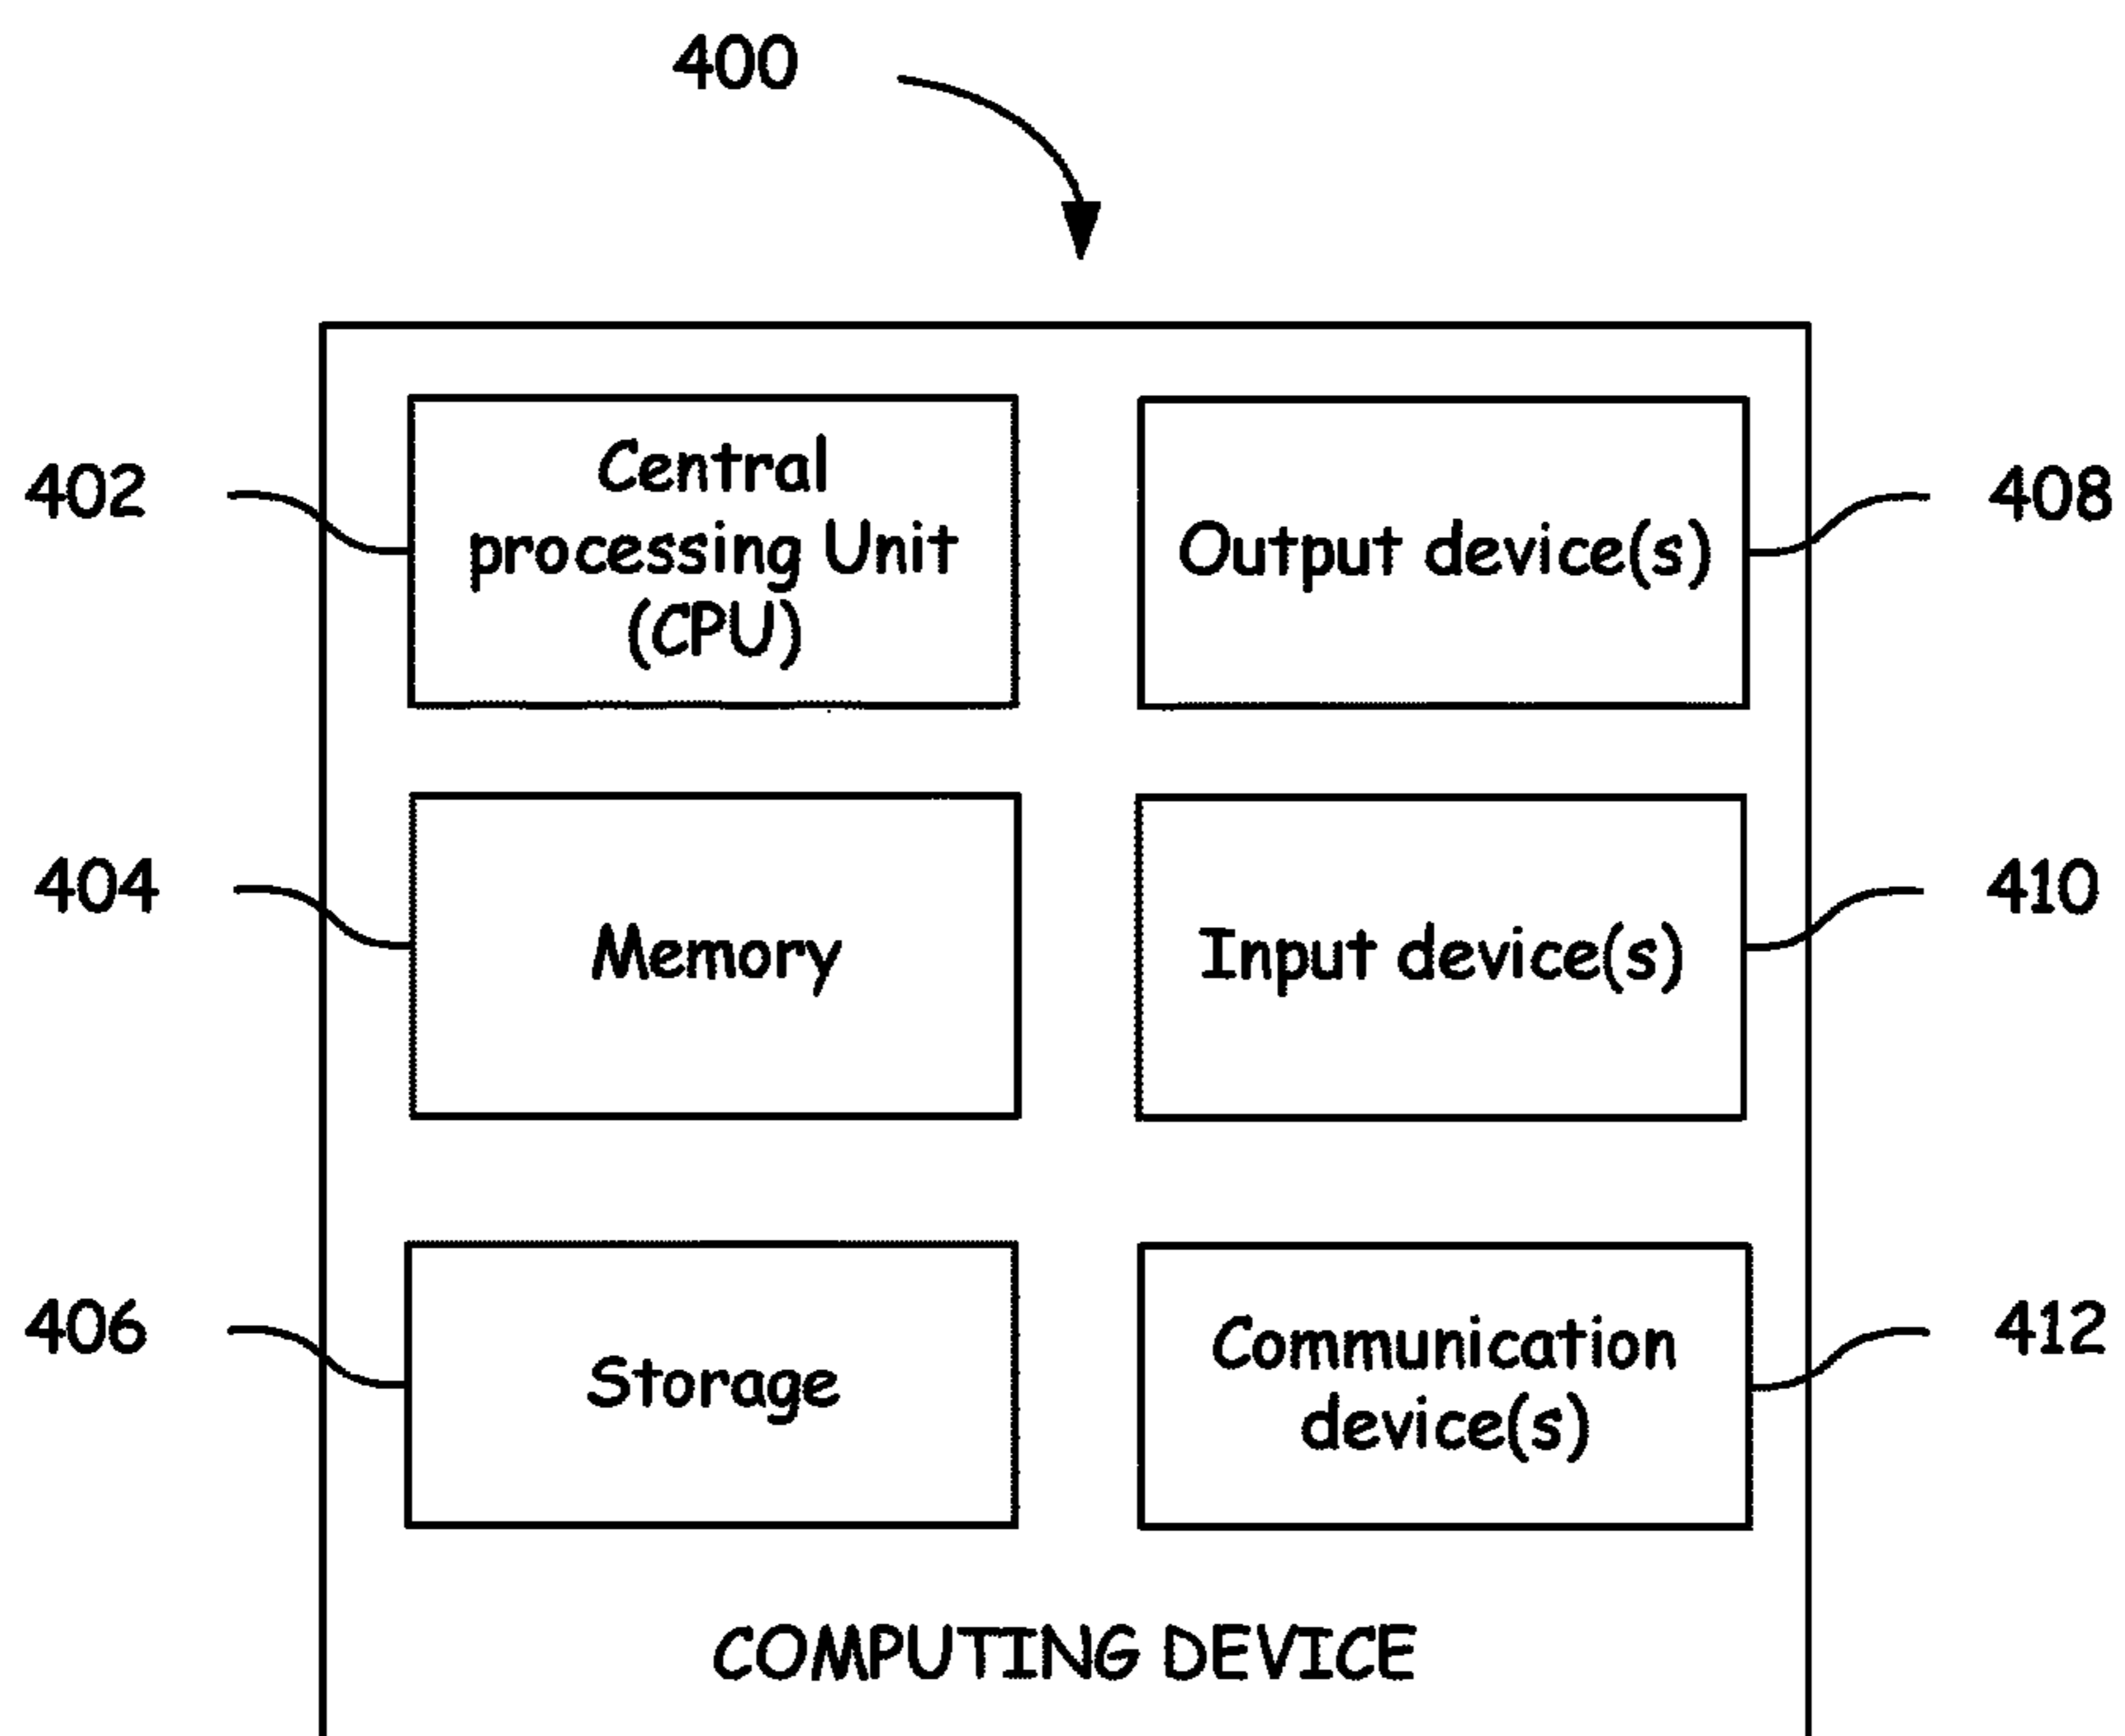 400
402
Central
processing Unit
(CPU)
Output device(s)
408
404
Memory
Input device(s)
410
406
Storage
Communication
device(s)
412
COMPUTING DEVICE